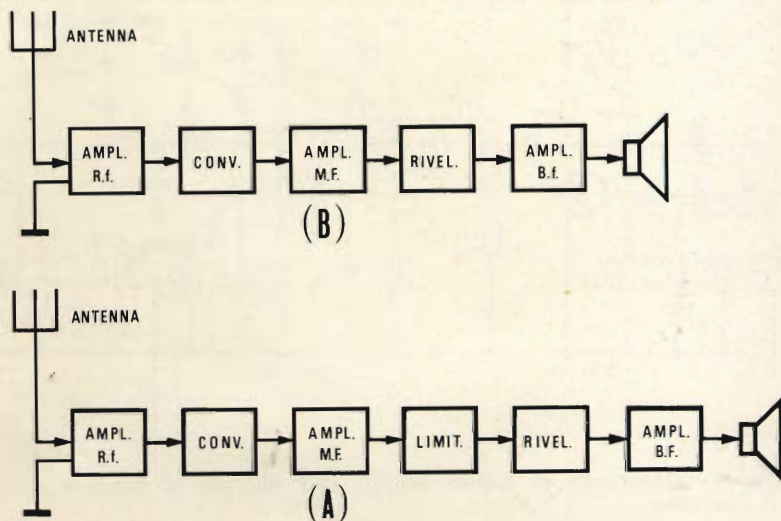 ANTENNA
AMPL.
R.f.
CONV.
AMPL.
M.F.
RIVEL.
AMPL.
B.f.
(B)
ANTENNA
AMPL.
R.f.
CONV.
AMPL.
M.F.
LIMIT.
RIVEL.
AMPL.
B.F.
(A)